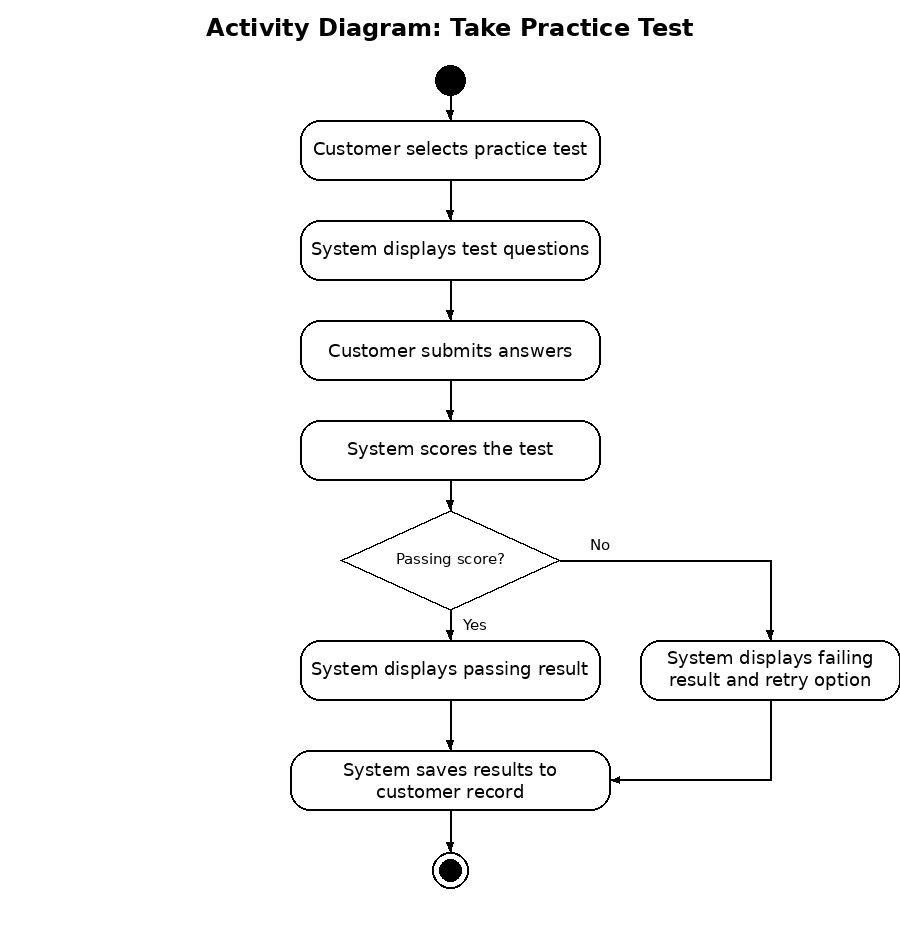 Activity Diagram: Take Practice Test
Customer selects practice test
System displays test questions
Customer submits answers
System scores the test
Passing score?
No
Yes
System displays passing result
System displays failing
result and retry option
System saves results to
customer record